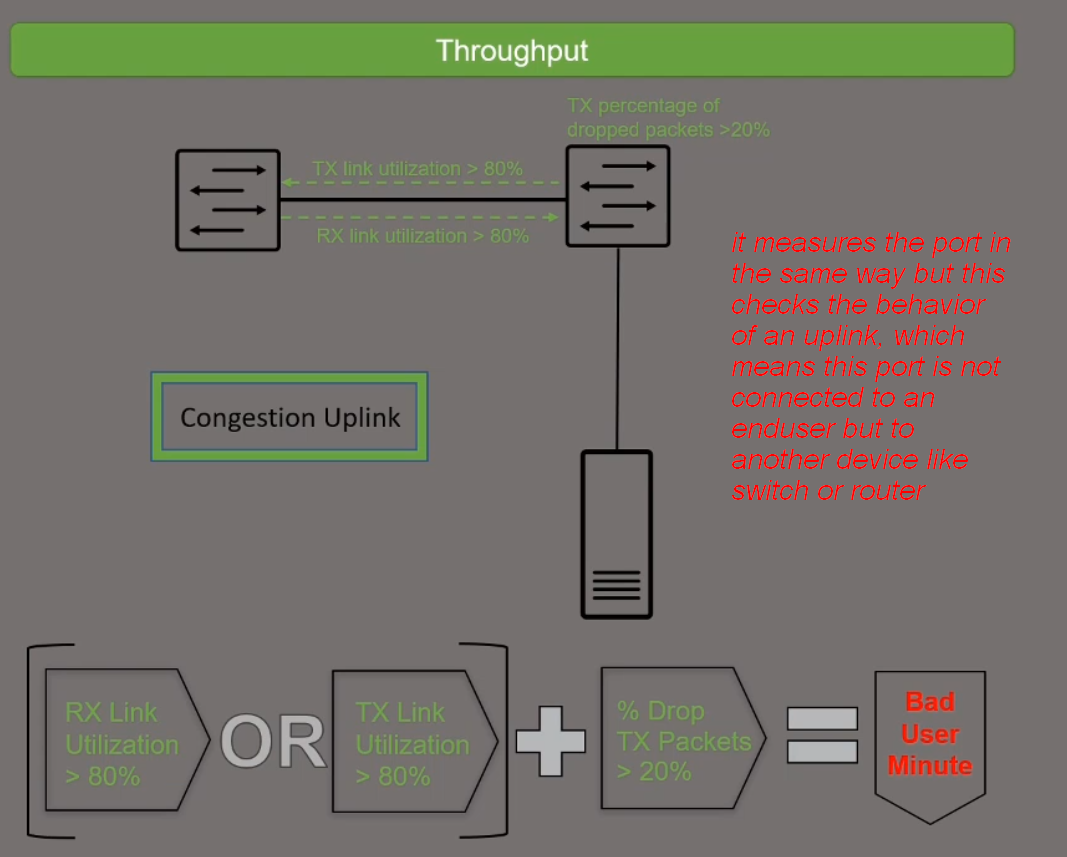 Throughput
TX percentage of
dropped packets >20%
TX link utilization > 80%
RX link utilization > 80%
it measures the port in
the same way but this
checks the behavior
of an uplink, which
means this port is not
connected to an
enduser but to
another device like
switch or router
Congestion Uplink
RX Link
Utilization
> 80%
OR
TX Link
Utilization
> 80%
% Drop
TX Packets
> 20%
Bad
User
Minute